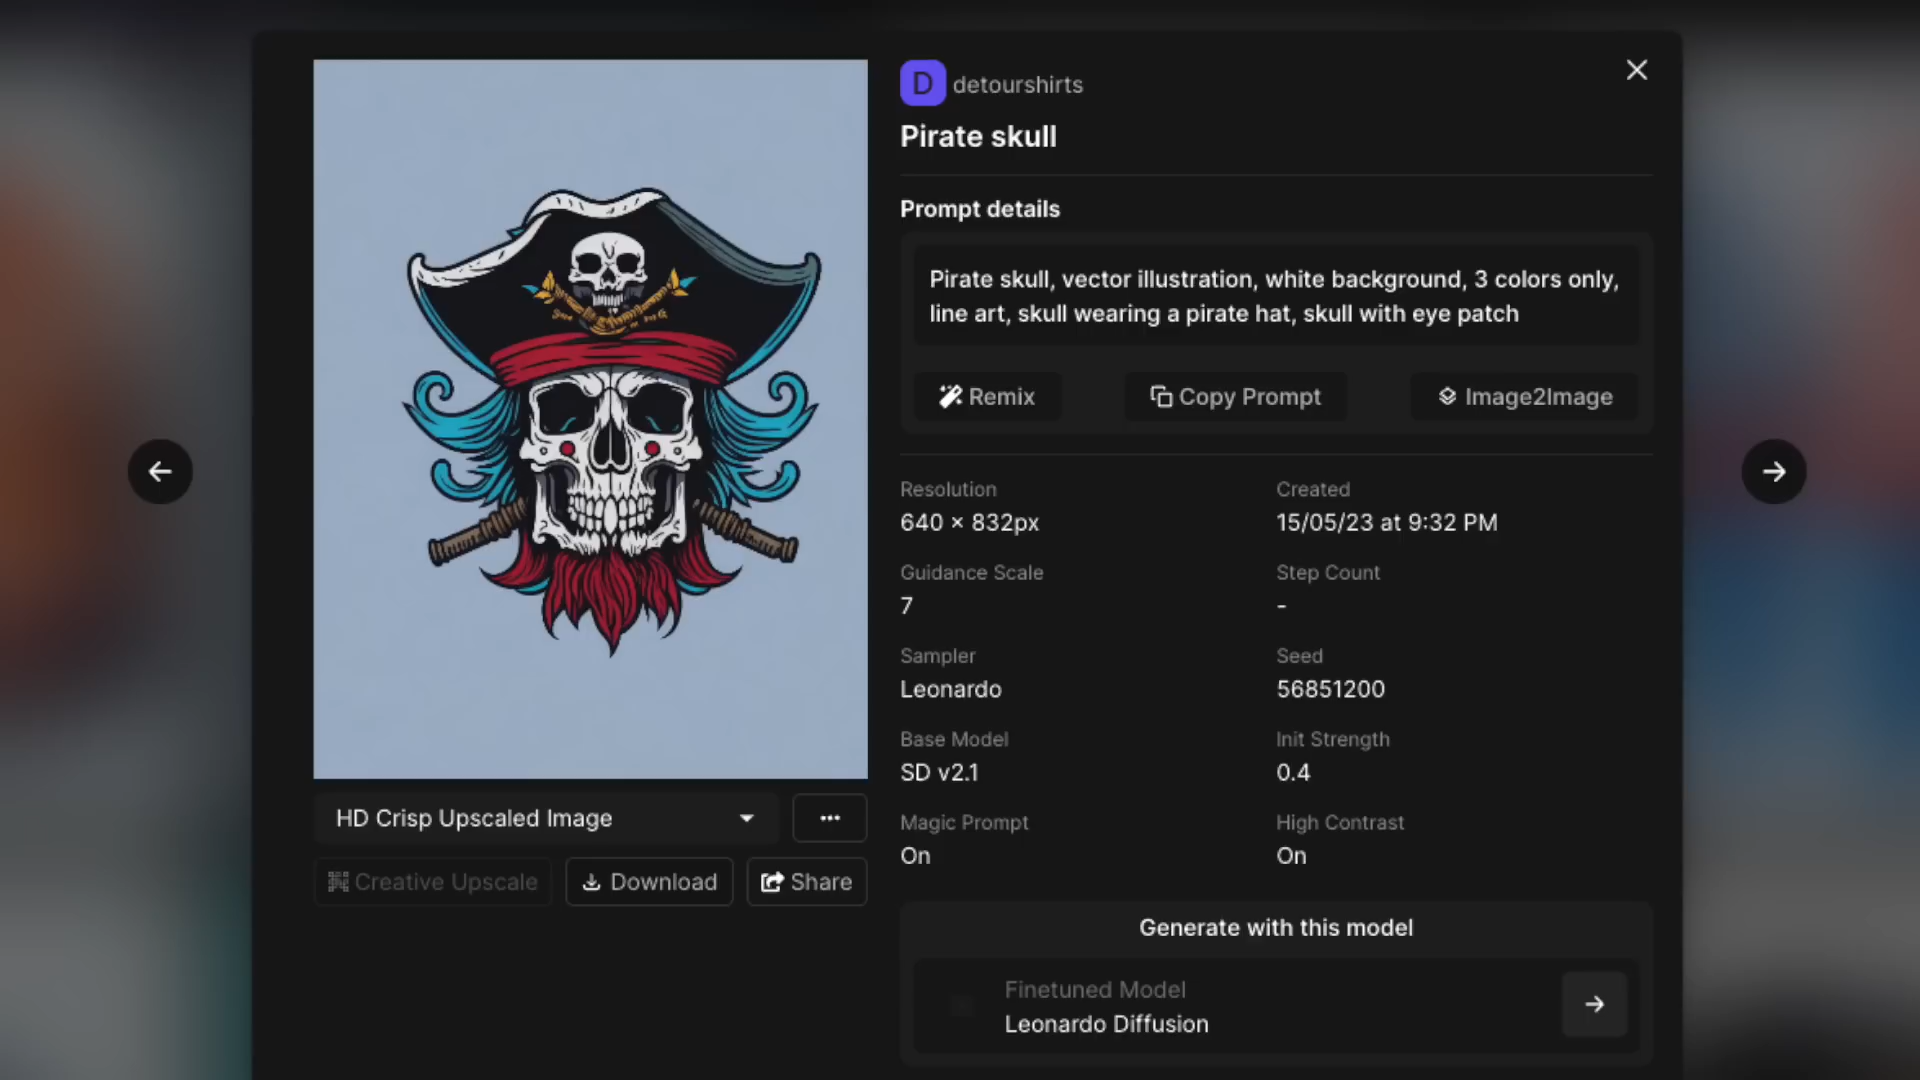 D detourshirts
Pirate skull
Prompt details
Pirate skull, vector illustration, white background, 3 colors only,
line art, skull wearing a pirate hat, skull with eye patch
Remix
Copy Prompt
Image2Image
Resolution
640 × 832px
Created
15/05/23 at 9:32 PM
Guidance Scale
7
Step Count
-
Sampler
Leonardo
Seed
56851200
Base Model
SD v2.1
Init Strength
0.4
Magic Prompt
On
High Contrast
On
HD Crisp Upscaled Image
Creative Upscale
Download
Share
Generate with this model
Finetuned Model
Leonardo Diffusion